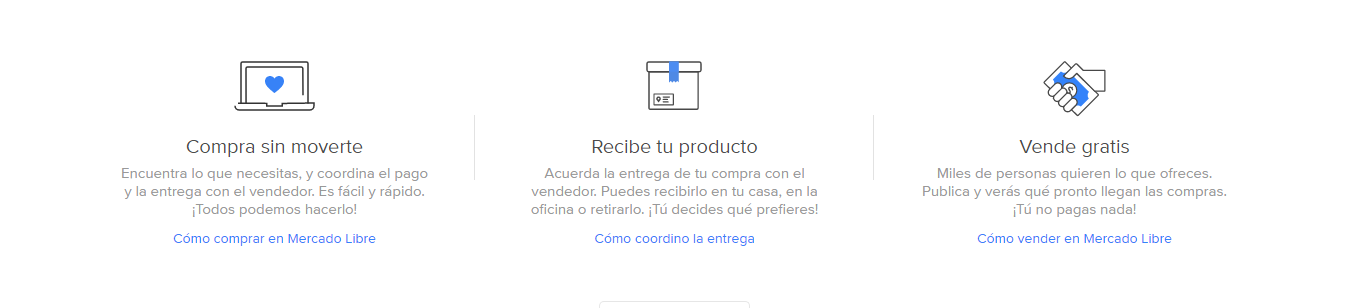 Compra sin moverte
Encuentra lo que necesitas, y coordina el pago
y la entrega con el vendedor. Es fácil y rápido.
¡Todos podemos hacerlo!
Cómo comprar en Mercado Libre
Recibe tu producto
Acuerda la entrega de tu compra con el
vendedor. Puedes recibirlo en tu casa, en la
oficina o retirarlo. ¡Tú decides qué prefieres!
Cómo coordino la entrega
Vende gratis
Miles de personas quieren lo que ofreces.
Publica y verás qué pronto llegan las compras.
¡Tú no pagas nada!
Cómo vender en Mercado Libre